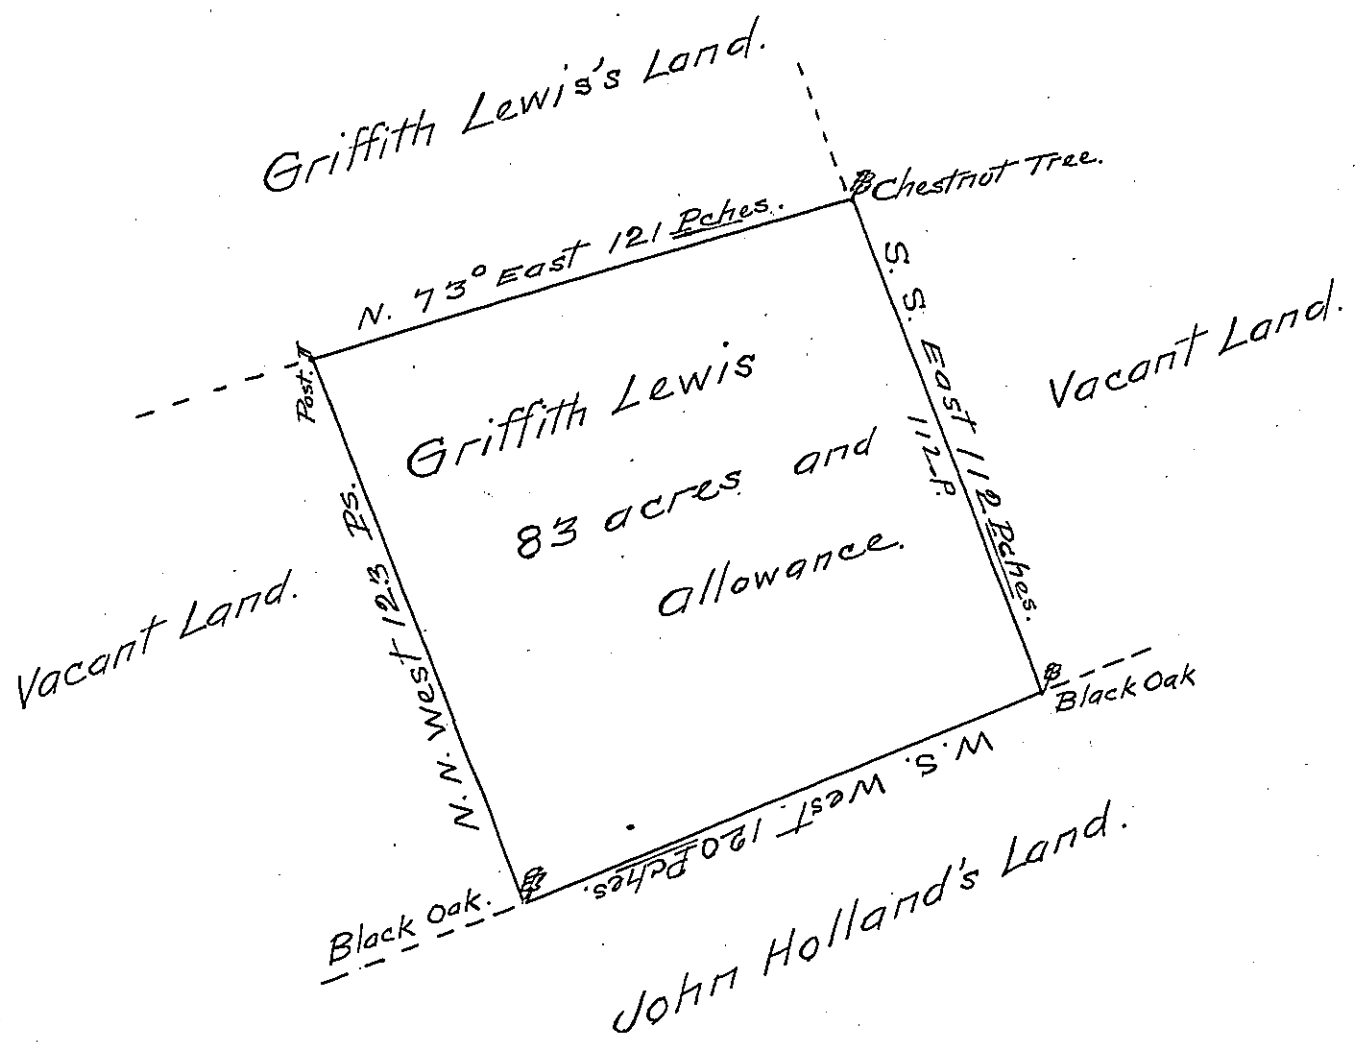 Griffith Lewis's Land.
Chestnut Tree.
N. 73° East 121 Pches.
Post.
S. S. East 112 Pches.
112 P.
Vacant Land.
Griffith Lewis
83 acres and
allowance.
N. N. West 123 Ps.
Vacant Land.
Black Oak
W. S. West. 120 Pches.
Black Oak.
John Holland's Land.